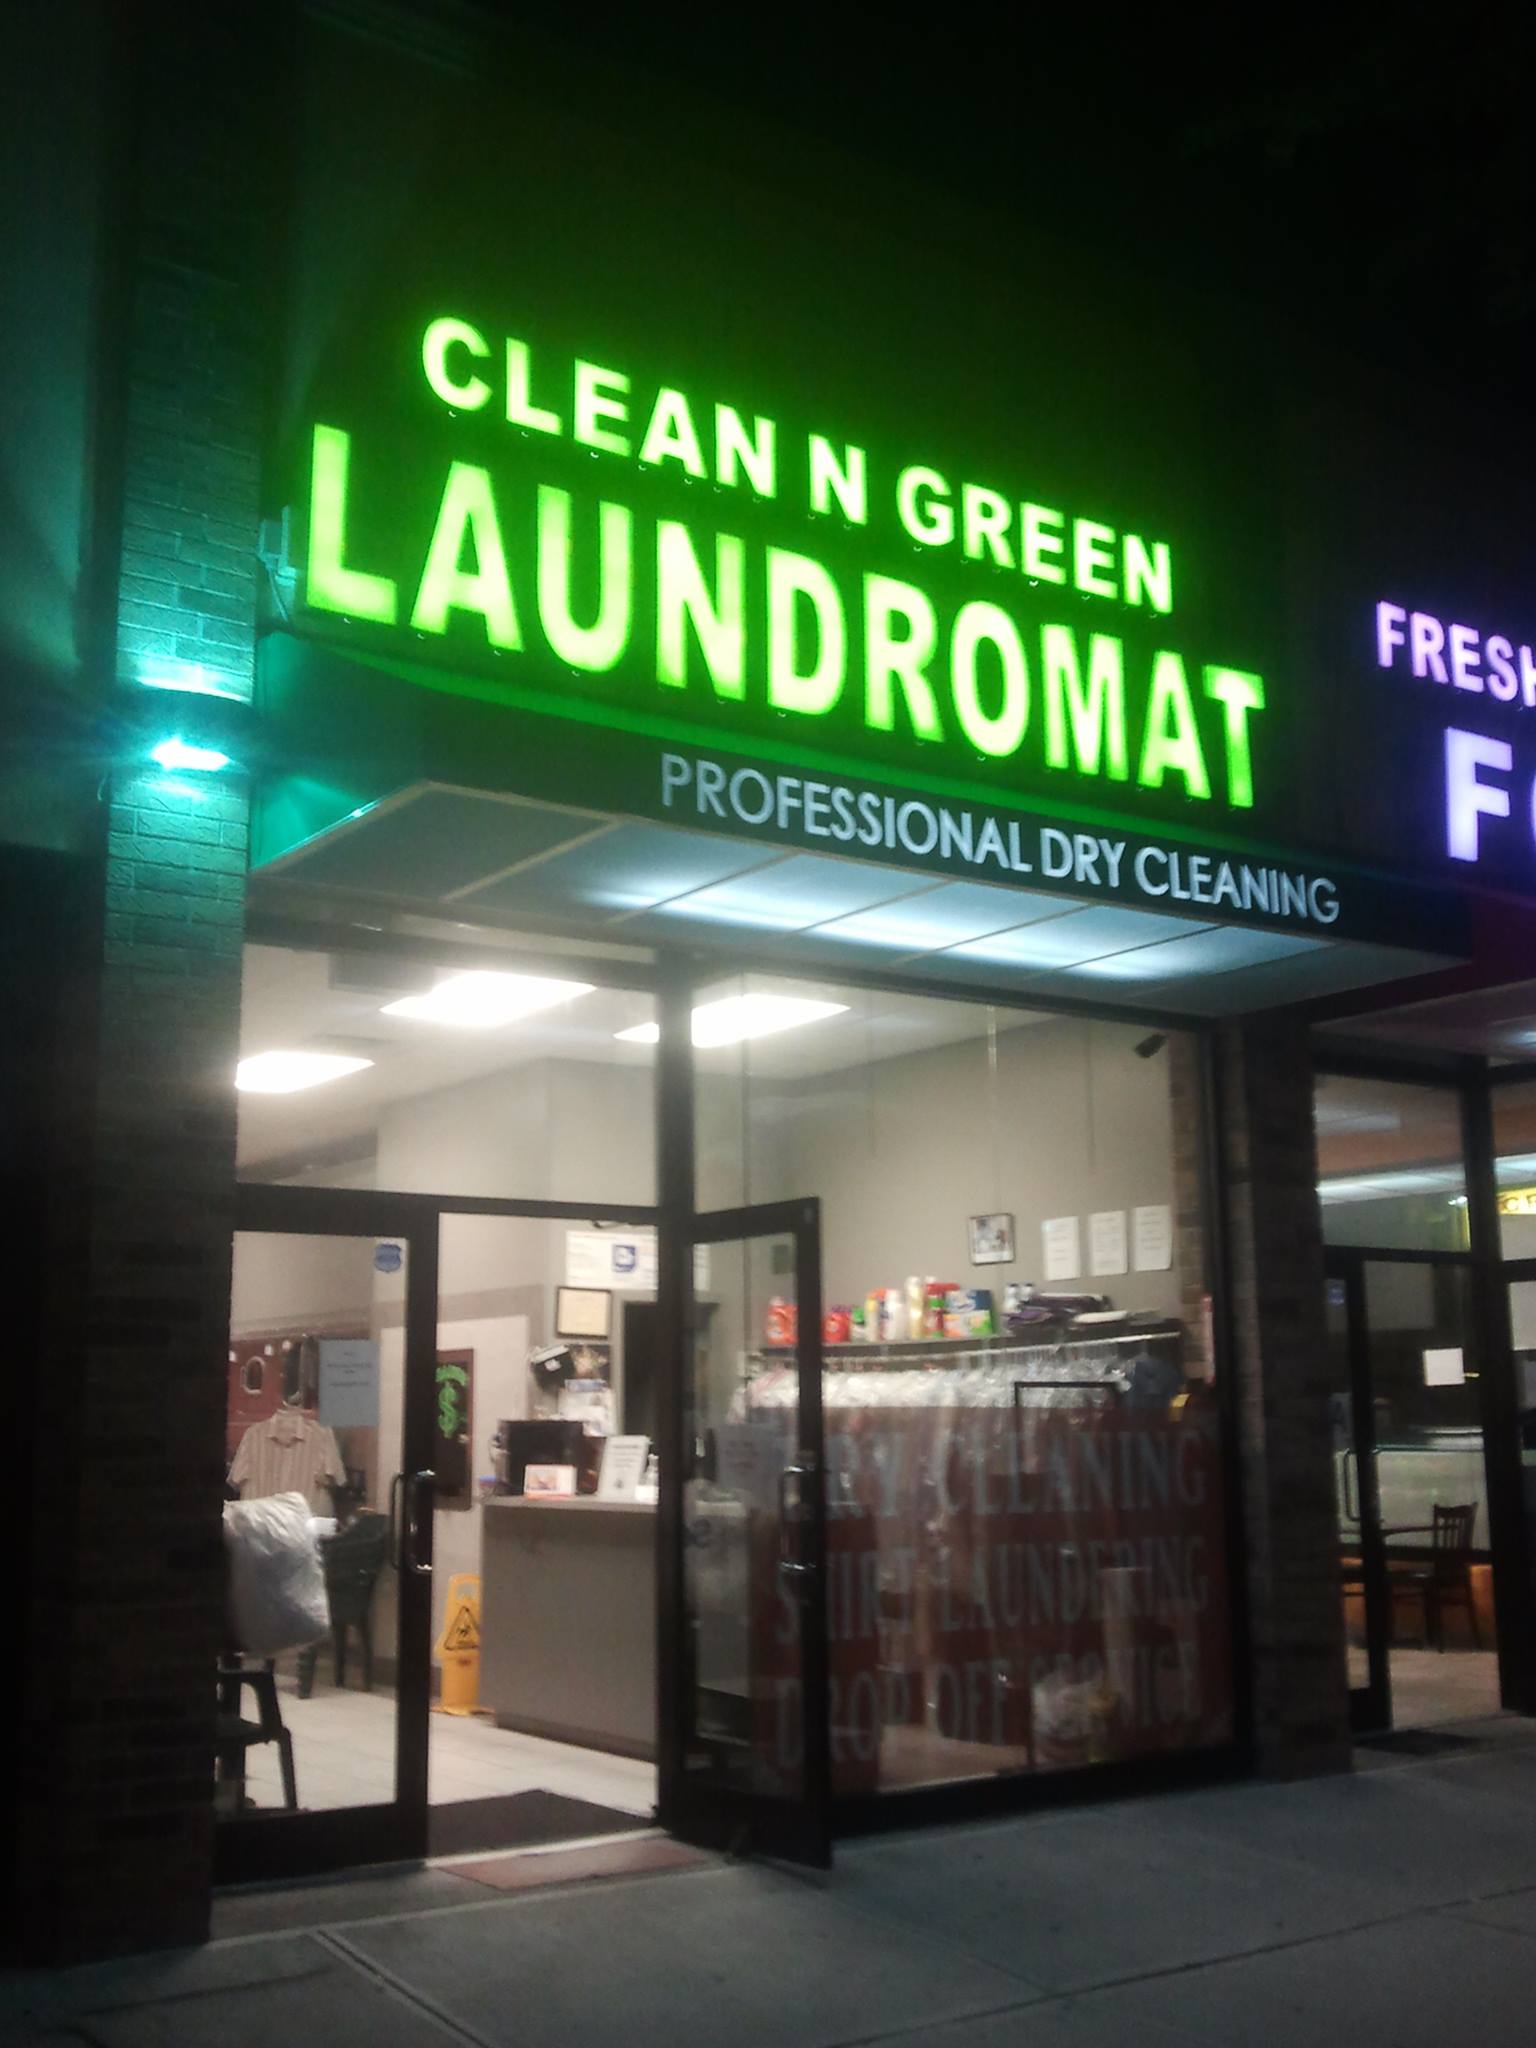 CLEAN N GREEN
LAUNDROMAT
PROFESSIONAL DRY CLEANING
FRESH
DRY CLEANING
SHIRT LAUNDERING
DROP OFF SERVICE
$